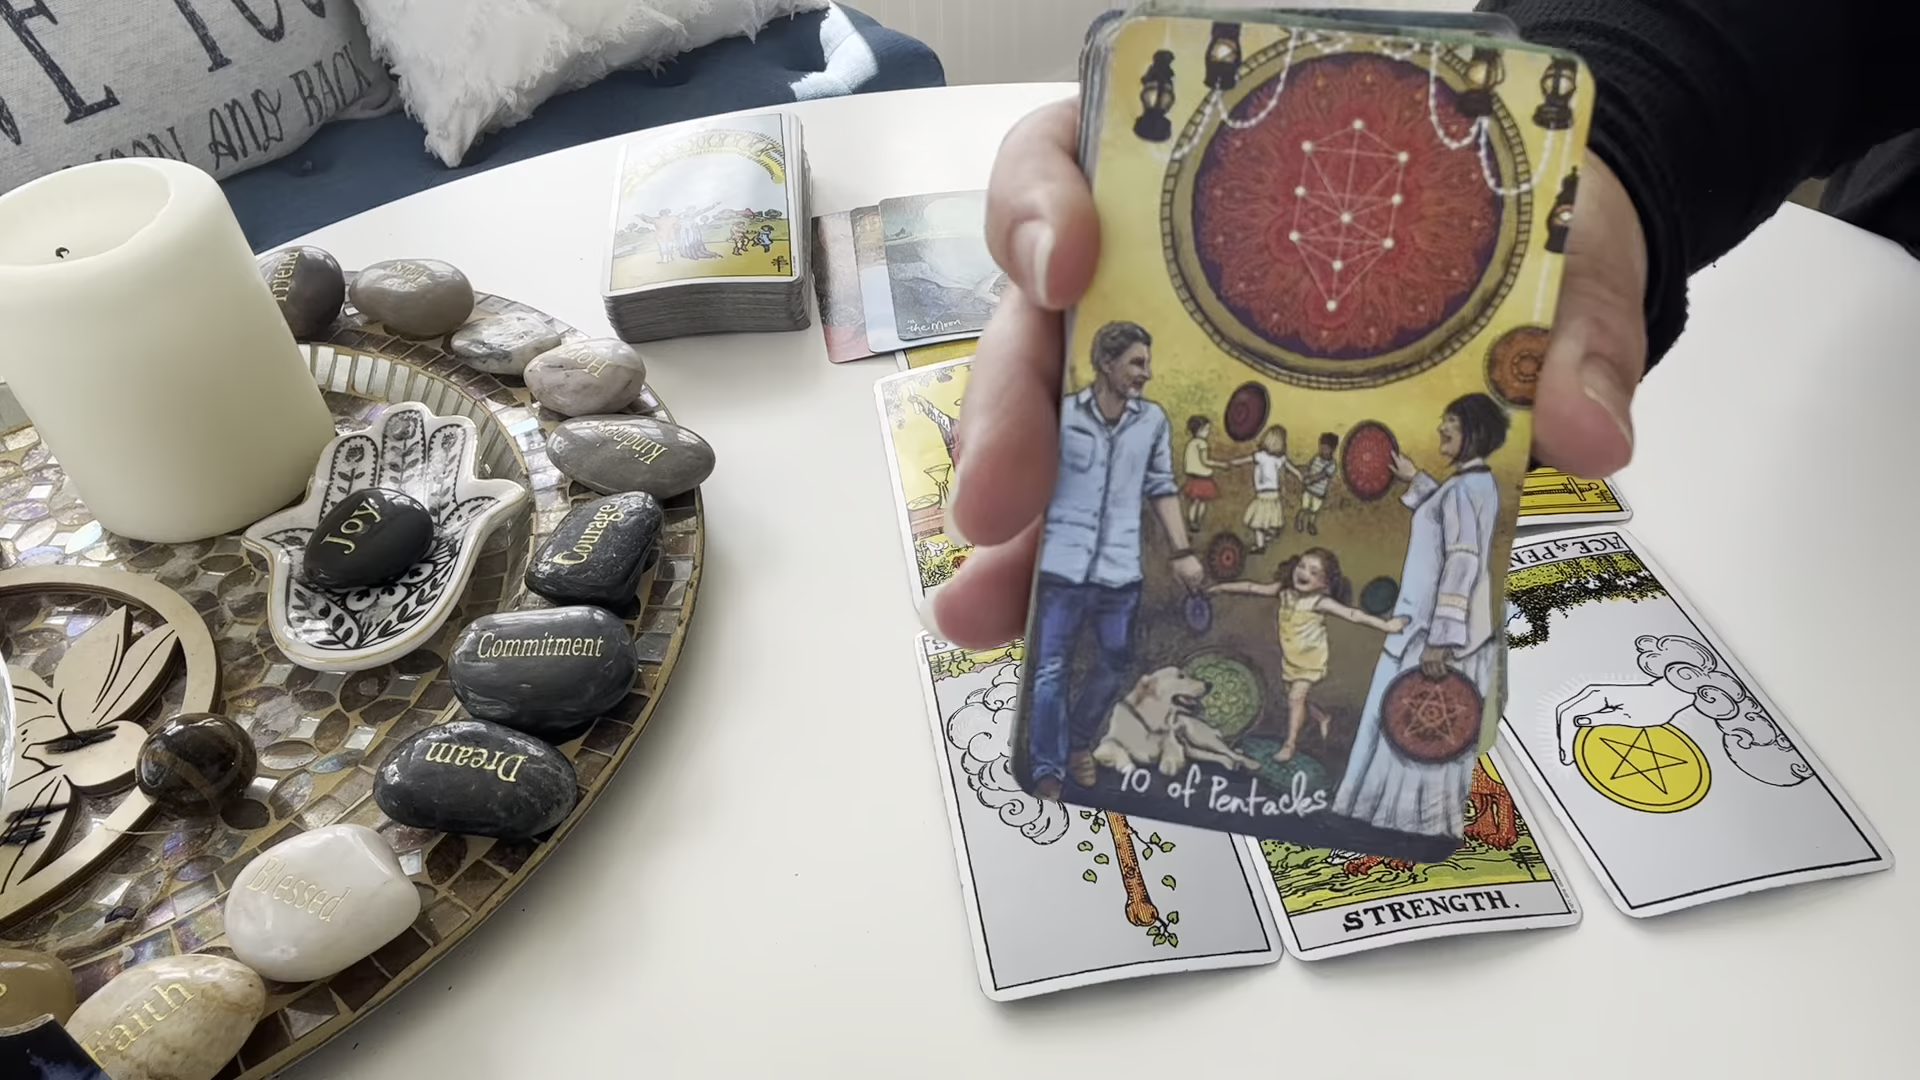 AND BACK
Friend
Hope
Kindness
Joy
Courage
Commitment
Dream
Blessed
Faith
the Moon
10 of Pentacles
STRENGTH.
ACE of PEN